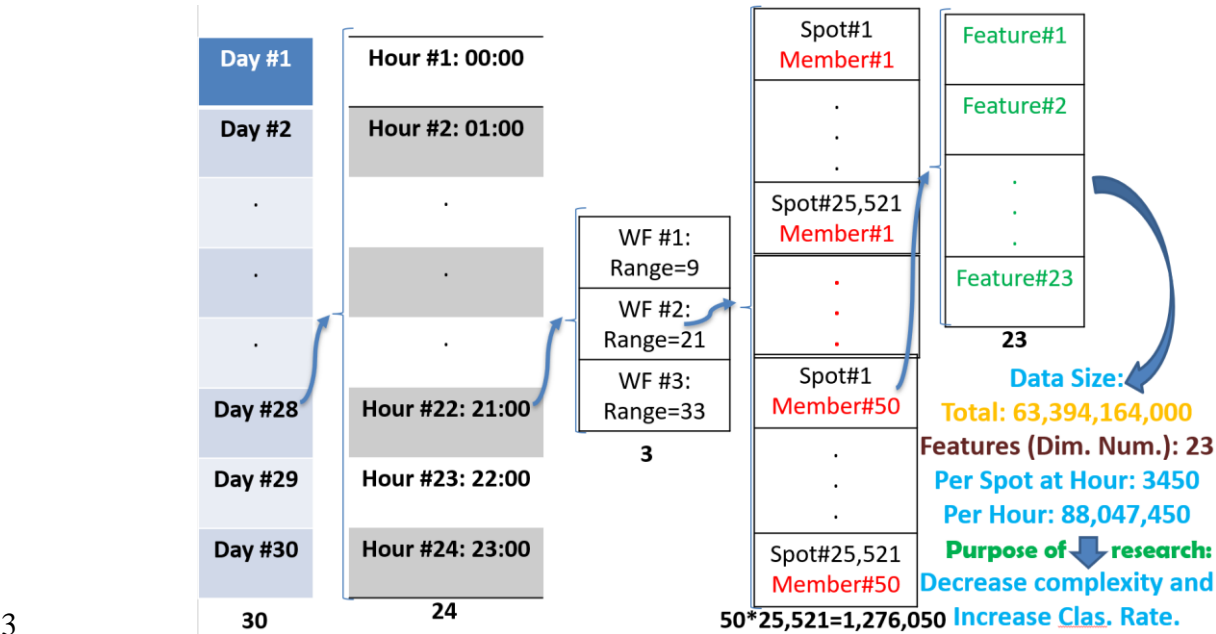 Day #1
Day #2
.
.
.
Day #28
Day #29
Day #30
30
Hour #1: 00:00
Hour #2: 01:00
.
.
.
Hour #22: 21:00
Hour #23: 22:00
Hour #24: 23:00
24
WF #1:
Range=9
WF #2:
Range=21
WF #3:
Range=33
3
Spot#1
Member#1
.
.
.
Spot#25,521
Member#1
.
.
.
Spot#1
Member#50
.
.
.
Spot#25,521
Member#50
50*25,521=1,276,050
Feature#1
Feature#2
.
.
.
Feature#23
23
Data Size:
Total: 63,394,164,000
Features (Dim. Num.): 23
Per Spot at Hour: 3450
Per Hour: 88,047,450
Purpose of research:
Decrease complexity and
Increase Clas. Rate.
3